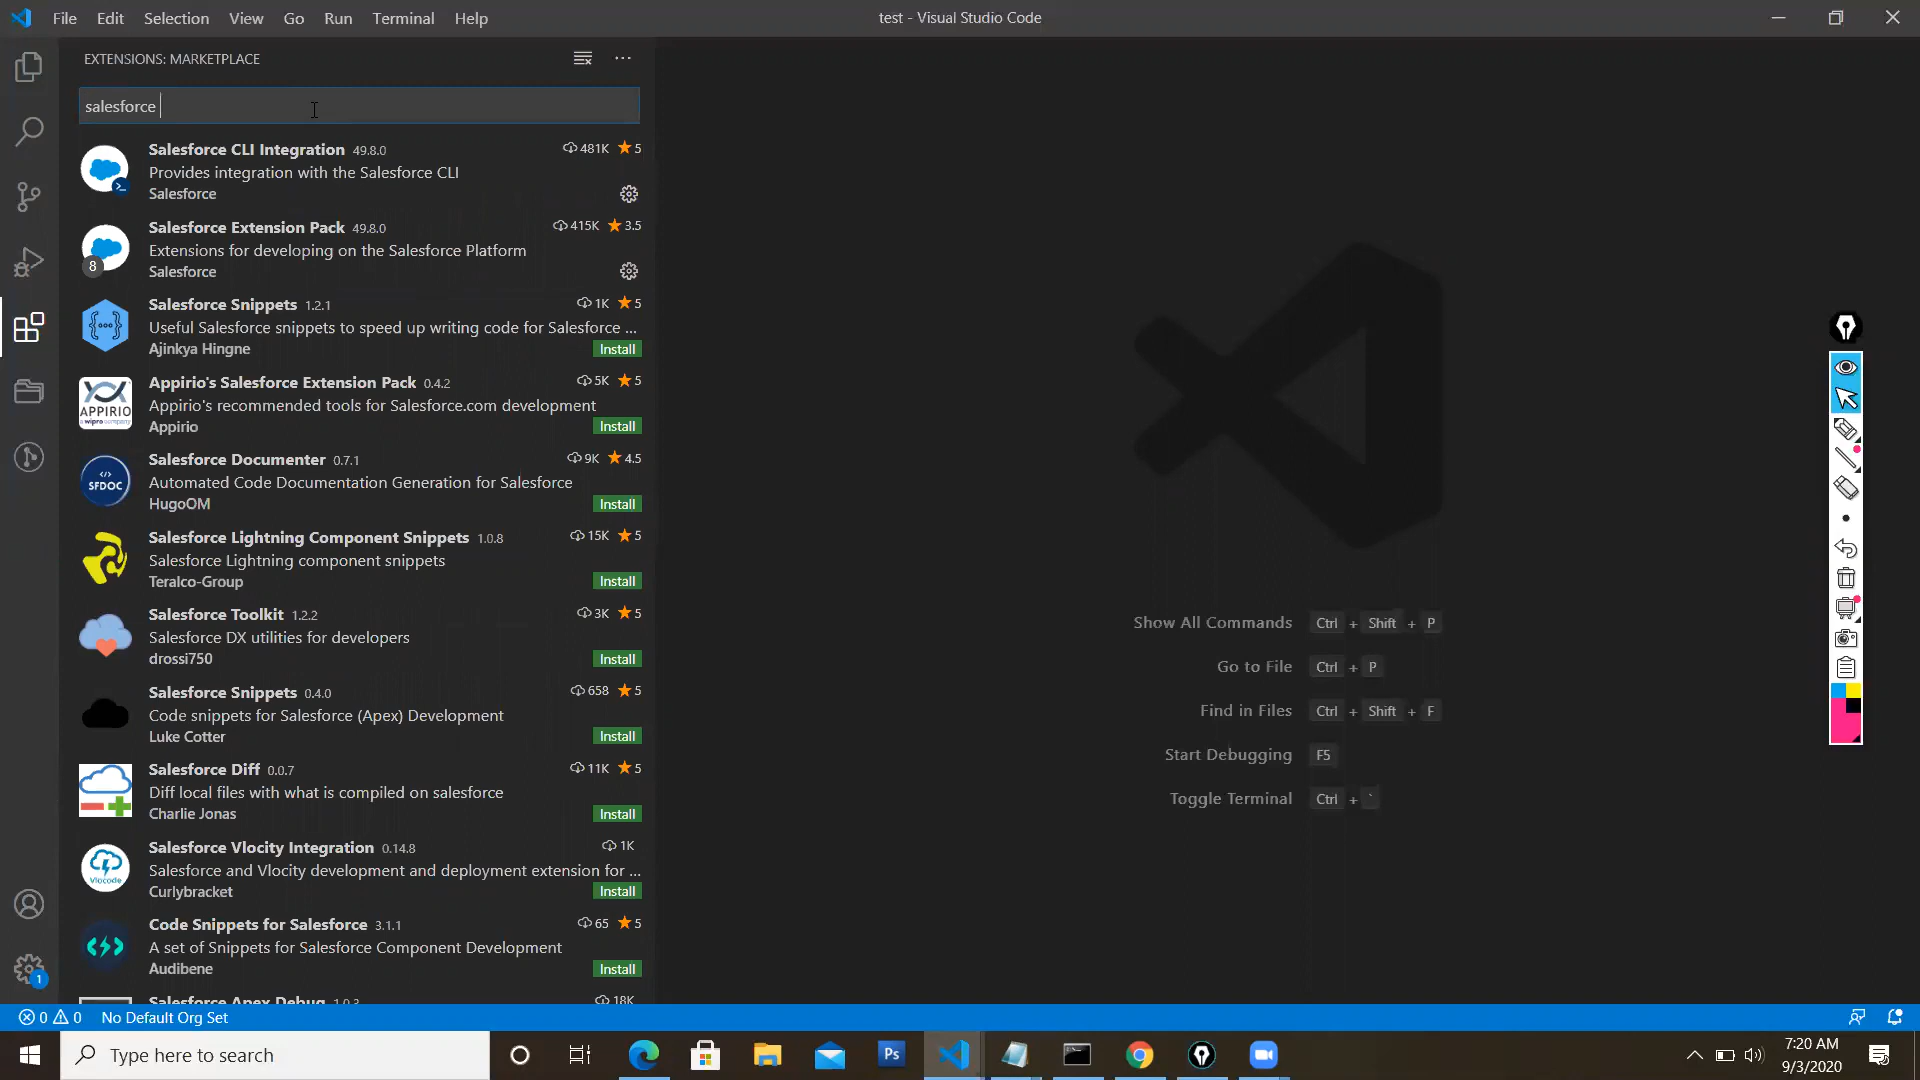 File Edit Selection View Go Run Terminal Help
test - Visual Studio Code
EXTENSIONS: MARKETPLACE
salesforce
Salesforce CLI Integration 49.8.0 481K 5
Provides integration with the Salesforce CLI
Salesforce
Salesforce Extension Pack 49.8.0 415K 3.5
Extensions for developing on the Salesforce Platform
8
Salesforce
Salesforce Snippets 1.2.1 1K 5
Useful Salesforce snippets to speed up writing code for Salesforce ...
Ajinkya Hingne Install
Appirio's Salesforce Extension Pack 0.4.2 5K 5
APPIRIO
a wipro company
Appirio's recommended tools for Salesforce.com development
Appirio Install
Salesforce Documenter 0.7.1 9K 4.5
SFDOC
Automated Code Documentation Generation for Salesforce
HugoOM Install
Salesforce Lightning Component Snippets 1.0.8 15K 5
Salesforce Lightning component snippets
Teralco-Group Install
Salesforce Toolkit 1.2.2 3K 5
Salesforce DX utilities for developers
drossi750 Install
Salesforce Snippets 0.4.0 658 5
Code snippets for Salesforce (Apex) Development
Luke Cotter Install
Salesforce Diff 0.0.7 11K 5
Diff local files with what is compiled on salesforce
Charlie Jonas Install
Salesforce Vlocity Integration 0.14.8 1K
Vlocode
Salesforce and Vlocity development and deployment extension for ...
Curlybracket Install
Code Snippets for Salesforce 3.1.1 65 5
A set of Snippets for Salesforce Component Development
Audibene Install
Salesforce Apex Debug 1.0.3 18K
Show All Commands Ctrl + Shift + P
Go to File Ctrl + P
Find in Files Ctrl + Shift + F
Start Debugging F5
Toggle Terminal Ctrl + `
1
0 0 No Default Org Set
Type here to search
Ps
7:20 AM
9/3/2020